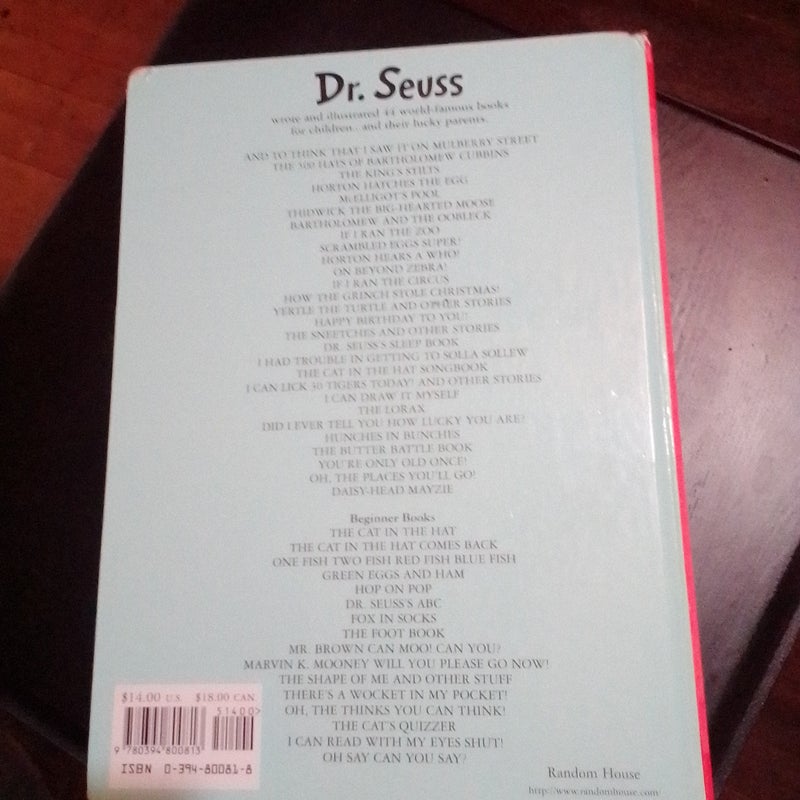 Dr. Seuss
wrote and illustrated 44 world-famous books
for children.. and their lucky parents.
AND TO THINK THAT I SAW IT ON MULBERRY STREET
THE 500 HATS OF BARTHOLOMEW CUBBINS
THE KING'S STILTS
HORTON HATCHES THE EGG
McELLIGOT'S POOL
THIDWICK THE BIG-HEARTED MOOSE
BARTHOLOMEW AND THE OOBLECK
IF I RAN THE ZOO
SCRAMBLED EGGS SUPER!
HORTON HEARS A WHO!
ON BEYOND ZEBRA!
IF I RAN THE CIRCUS
HOW THE GRINCH STOLE CHRISTMAS!
YERTLE THE TURTLE AND OTHER STORIES
HAPPY BIRTHDAY TO YOU!
THE SNEETCHES AND OTHER STORIES
DR. SEUSS'S SLEEP BOOK
I HAD TROUBLE IN GETTING TO SOLLA SOLLEW
THE CAT IN THE HAT SONGBOOK
I CAN LICK 30 TIGERS TODAY! AND OTHER STORIES
I CAN DRAW IT MYSELF
THE LORAX
DID I EVER TELL YOU HOW LUCKY YOU ARE?
HUNCHES IN BUNCHES
THE BUTTER BATTLE BOOK
YOU'RE ONLY OLD ONCE!
OH, THE PLACES YOU'LL GO!
DAISY-HEAD MAYZIE
Beginner Books
THE CAT IN THE HAT
THE CAT IN THE HAT COMES BACK
ONE FISH TWO FISH RED FISH BLUE FISH
GREEN EGGS AND HAM
HOP ON POP
DR. SEUSS'S ABC
FOX IN SOCKS
THE FOOT BOOK
MR. BROWN CAN MOO! CAN YOU?
MARVIN K. MOONEY WILL YOU PLEASE GO NOW!
THE SHAPE OF ME AND OTHER STUFF
THERE'S A WOCKET IN MY POCKET!
OH, THE THINKS YOU CAN THINK!
THE CAT'S QUIZZER
I CAN READ WITH MY EYES SHUT!
OH SAY CAN YOU SAY?
$14.00 U.S. $18.00 CAN.
51400>
9 780394 800813
ISBN 0-394-80081-8
Random House
http://www.randomhouse.com/